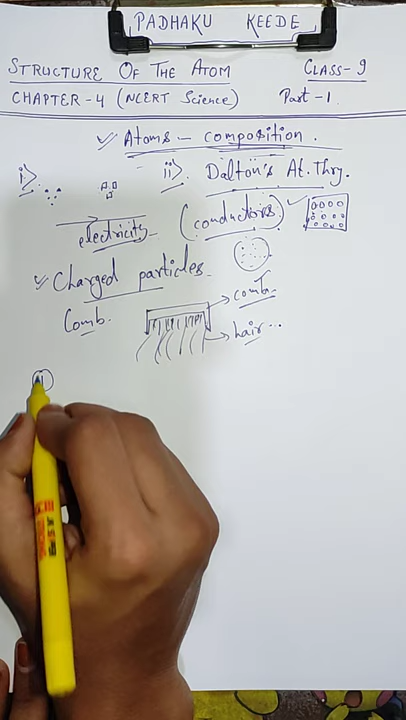 PADHAKU KEEDE
STRUCTURE OF THE ATOM CLASS-9
CHAPTER-4 (NCERT Science) Part-1
Atoms - composition.
i> ii> Dalton's At. Thry.
electricity (conductors)
Charged particles
Comb. comb.
hair...